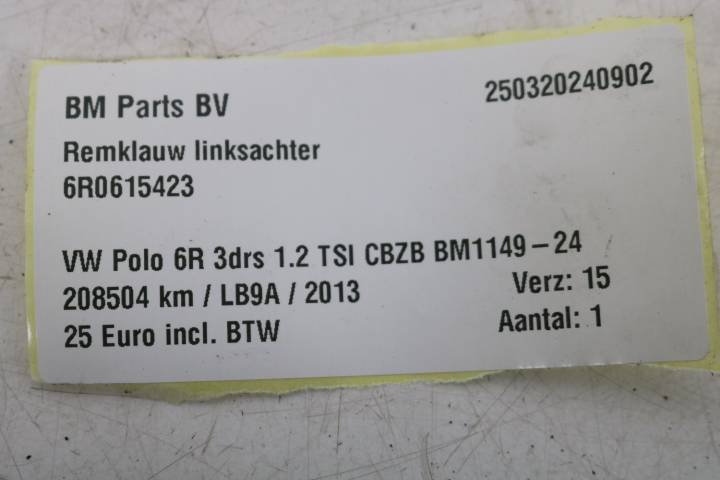 BM Parts BV
250320240902
Remklauw linksachter
6R0615423
VW Polo 6R 3drs 1.2 TSI CBZB BM1149-24
208504 km / LB9A / 2013
Verz: 15
25 Euro incl. BTW
Aantal: 1